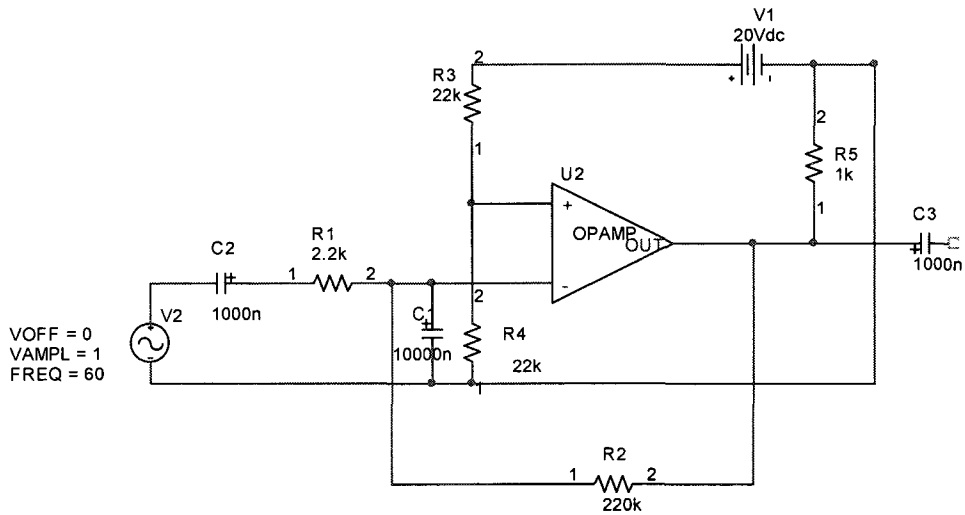 V1
20Vdc
2
+ -
R3
22k
1
2
R5
1k
1
U2
+
OPAMP
OUT
-
C3
+
1000n
C2
+
1000n
R1
1 2
2.2k
2
V2
+
-
C1
+
10000n
R4
22k
1
VOFF = 0
VAMPL = 1
FREQ = 60
R2
1 2
220k